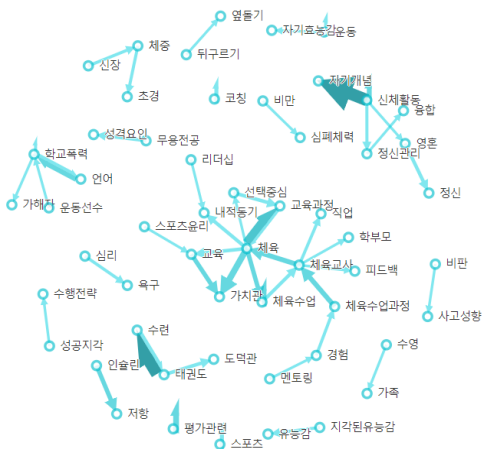 옆돌기
자기효능감
운동
체중
뒤구르기
신장
자기개념
초경
코칭
비만
신체활동
융합
성격요인
무용전공
심폐체력
영혼
학교폭력
리더십
정신관리
언어
선택중심
정신
가해자
운동선수
내적동기
교육과정
직업
스포츠윤리
학부모
심리
교육
체육
체육교사
피드백
비판
욕구
수행전략
가치관
체육수업
체육수업과정
사고성향
수련
성공지각
도덕관
경험
수영
인슐린
태권도
멘토링
가족
저항
평가관련
유능감
지각된유능감
스포츠